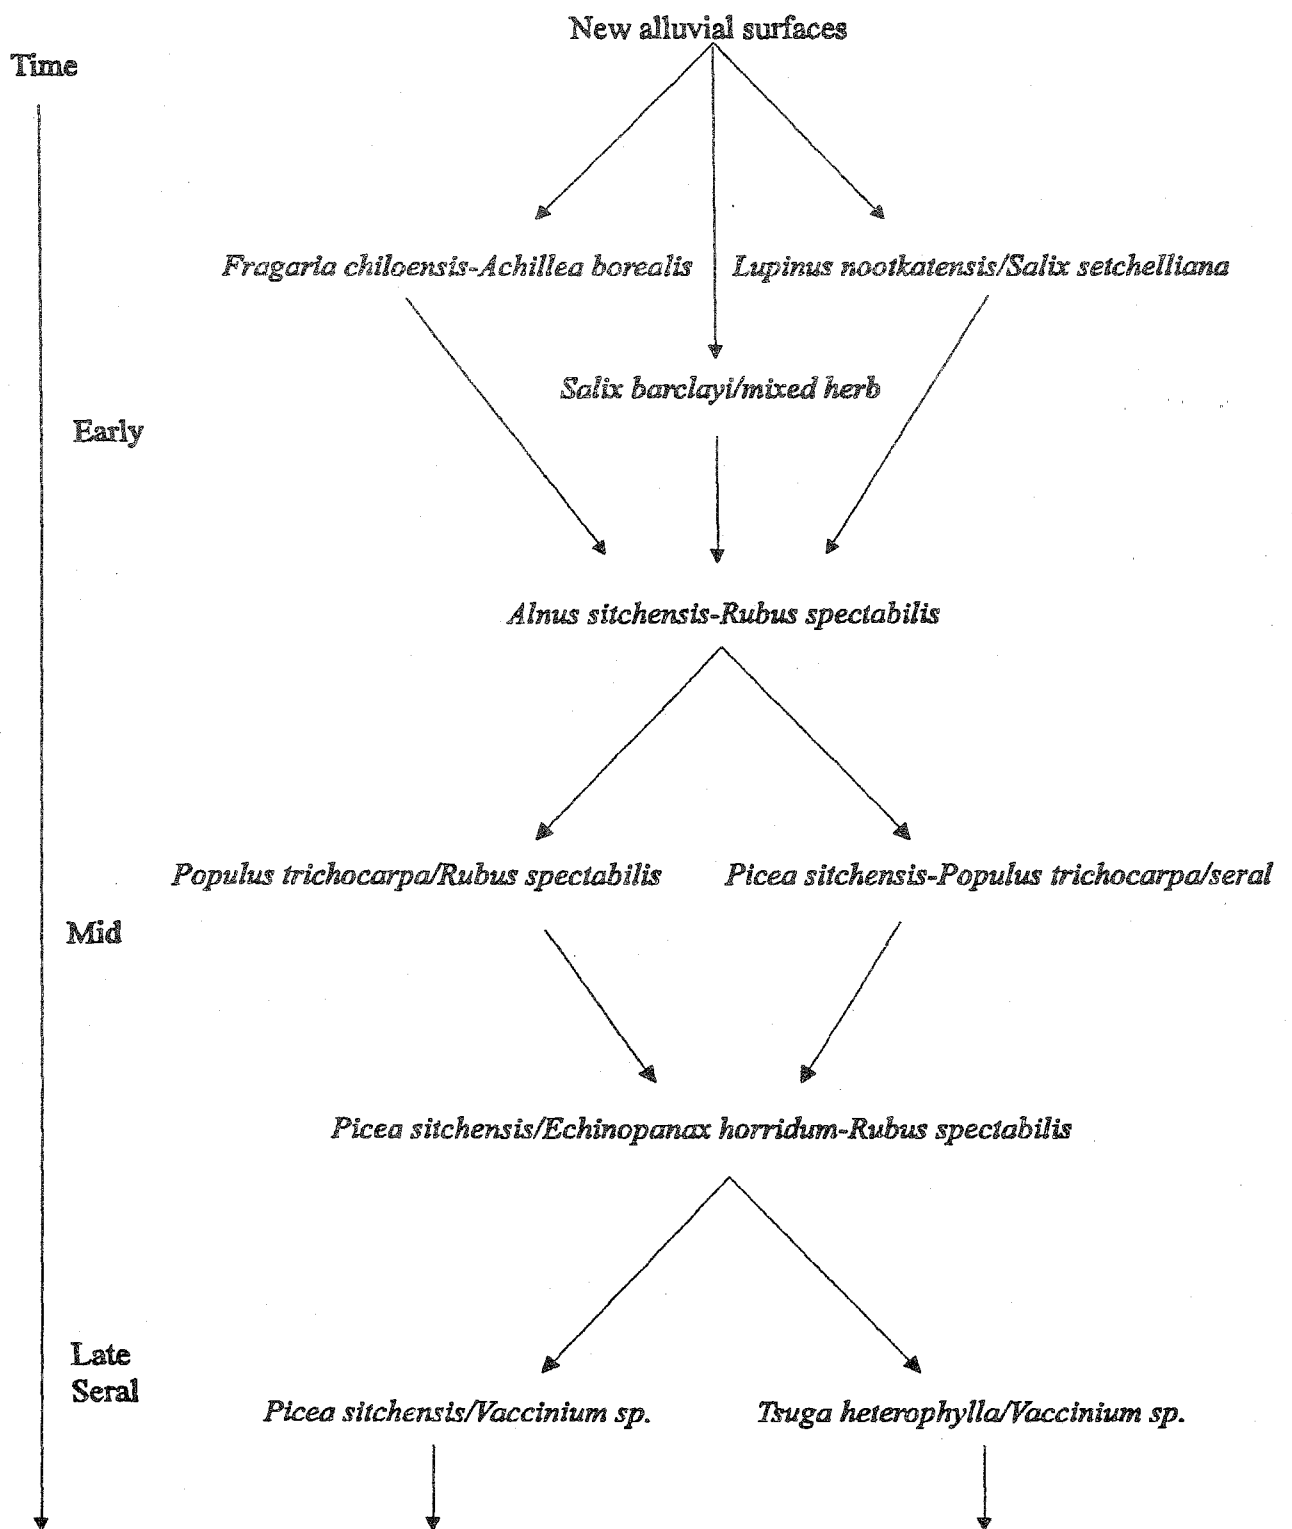 New alluvial surfaces
Time
Fragaria chiloensis-Achillea borealis
Lupinus nootkatensis/Salix setchelliana
Salix barclayi/mixed herb
Early
Alnus sitchensis-Rubus spectabilis
Populus trichocarpa/Rubus spectabilis
Picea sitchensis-Populus trichocarpa/seral
Mid
Picea sitchensis/Echinopanax horridum-Rubus spectabilis
Late
Seral
Picea sitchensis/Vaccinium sp.
Tsuga heterophylla/Vaccinium sp.